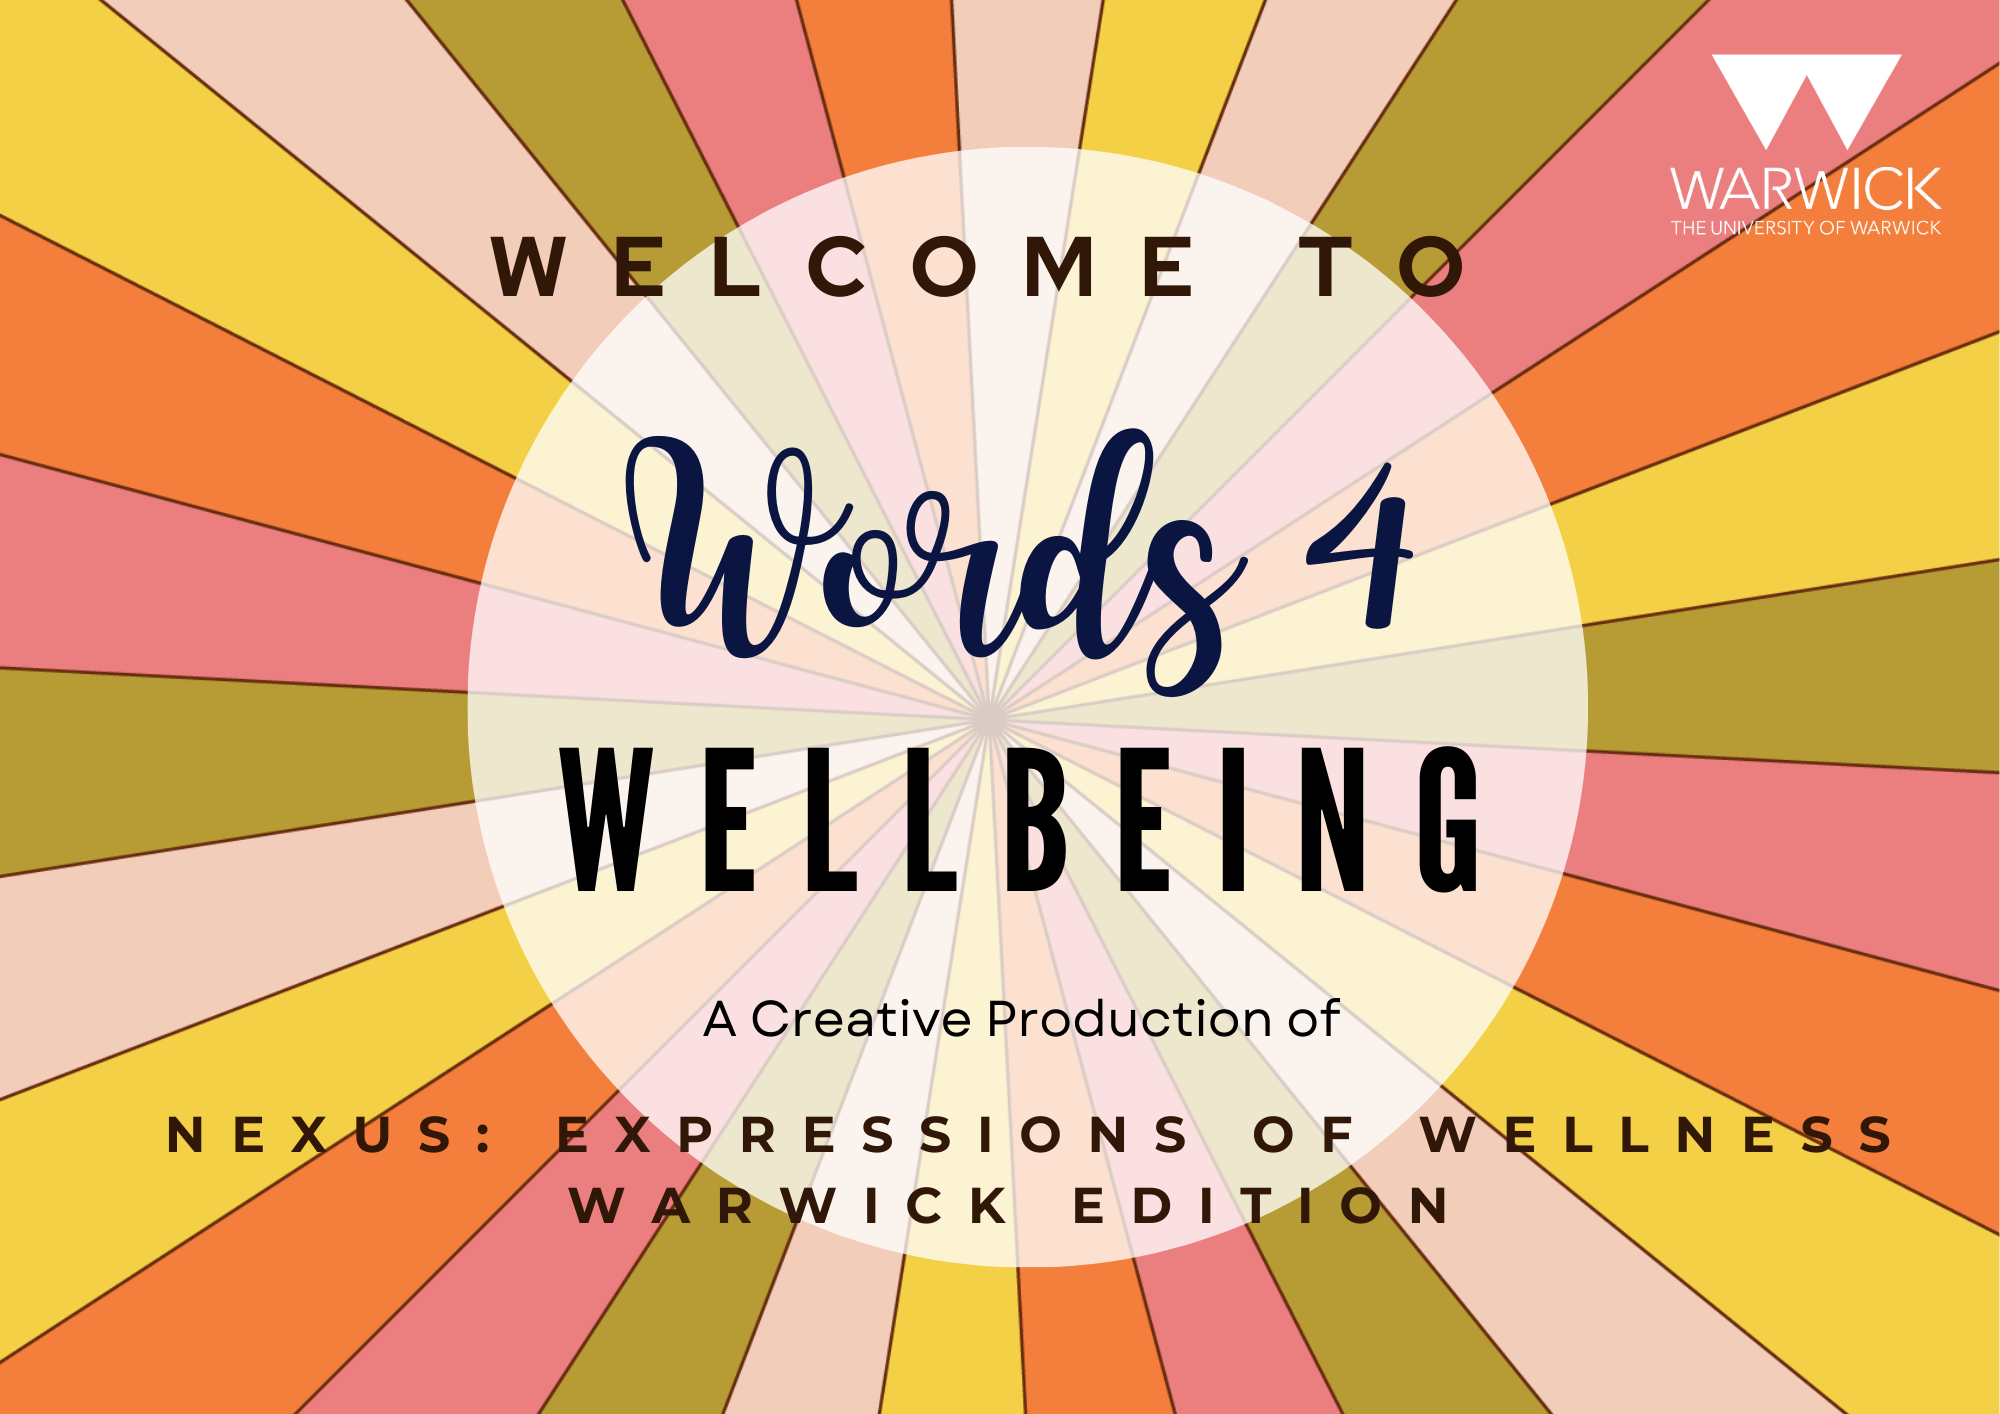 WARWICK
THE UNIVERSITY OF WARWICK
WELCOME TO
Words 4
WELLBEING
A Creative Production of
NEXUS: EXPRESSIONS OF WELLNESS
WARWICK EDITION